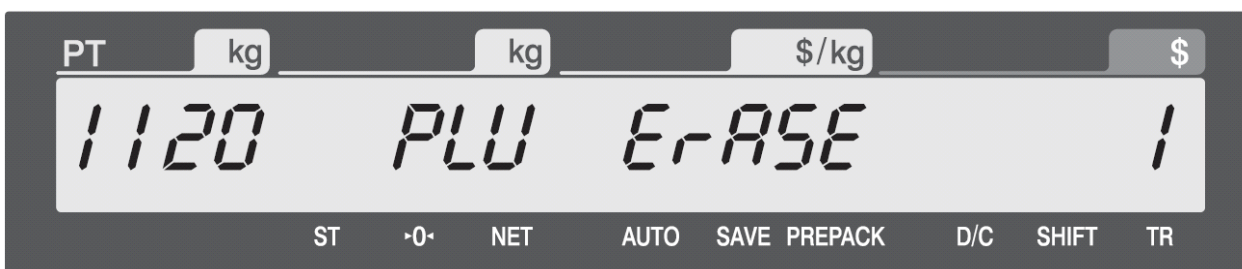 PT kg kg $/kg $
1120 PLU ErASE 1
ST ▸0◂ NET AUTO SAVE PREPACK D/C SHIFT TR